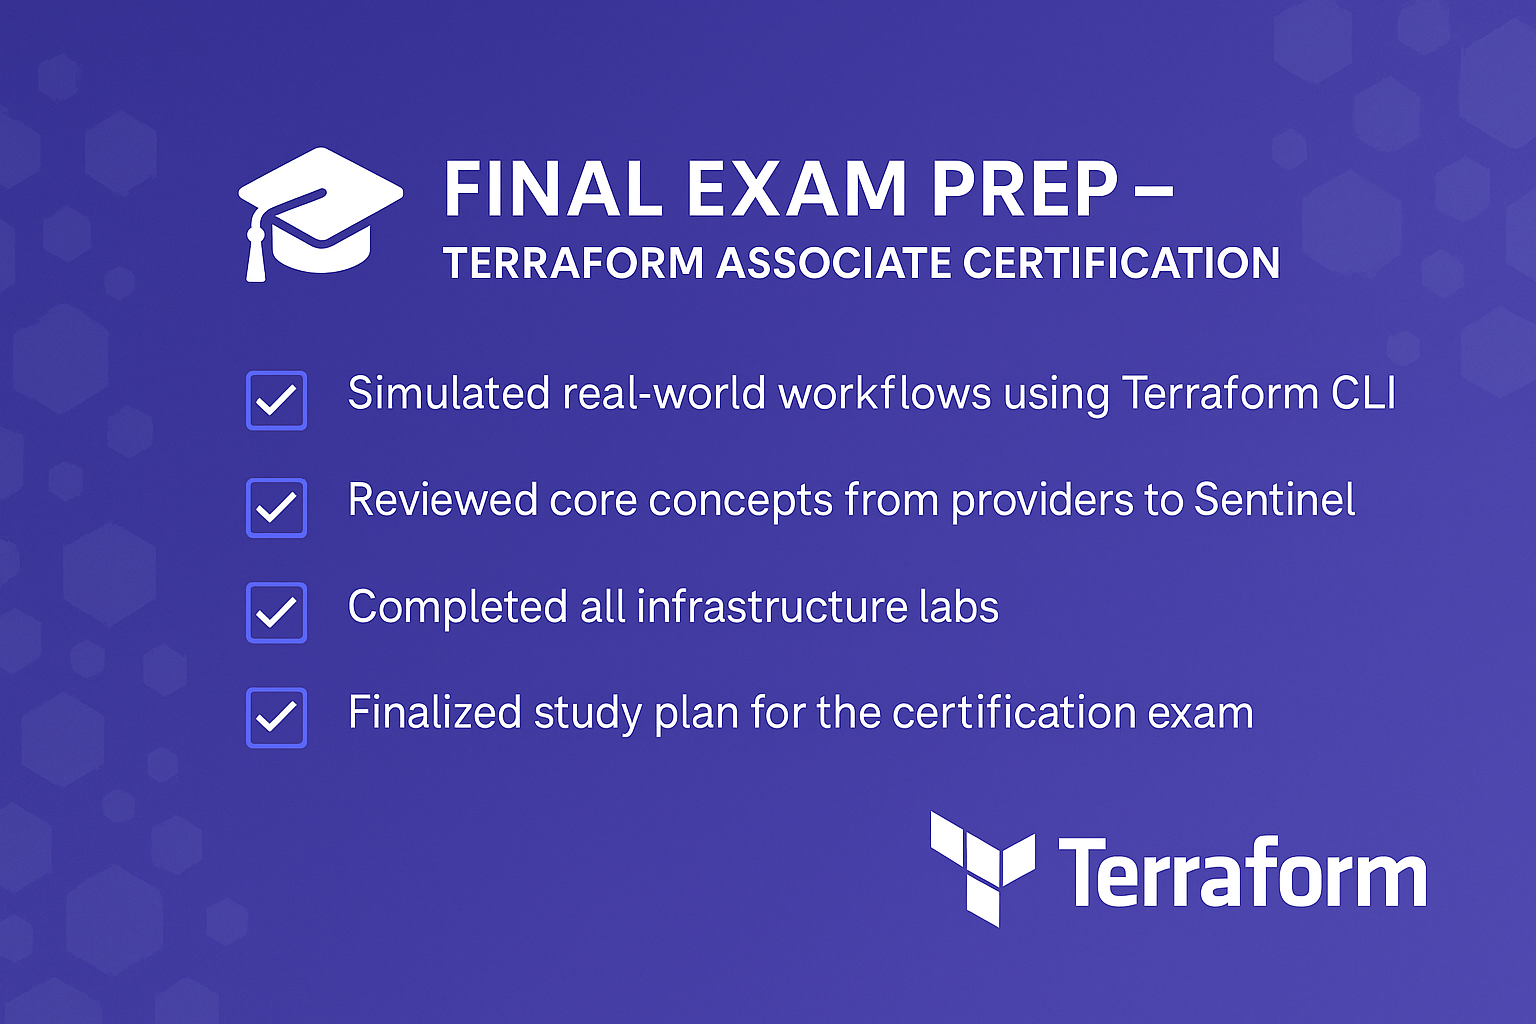 FINAL EXAM PREP –
TERRAFORM ASSOCIATE CERTIFICATION
Simulated real-world workflows using Terraform CLI
Reviewed core concepts from providers to Sentinel
Completed all infrastructure labs
Finalized study plan for the certification exam
Terraform